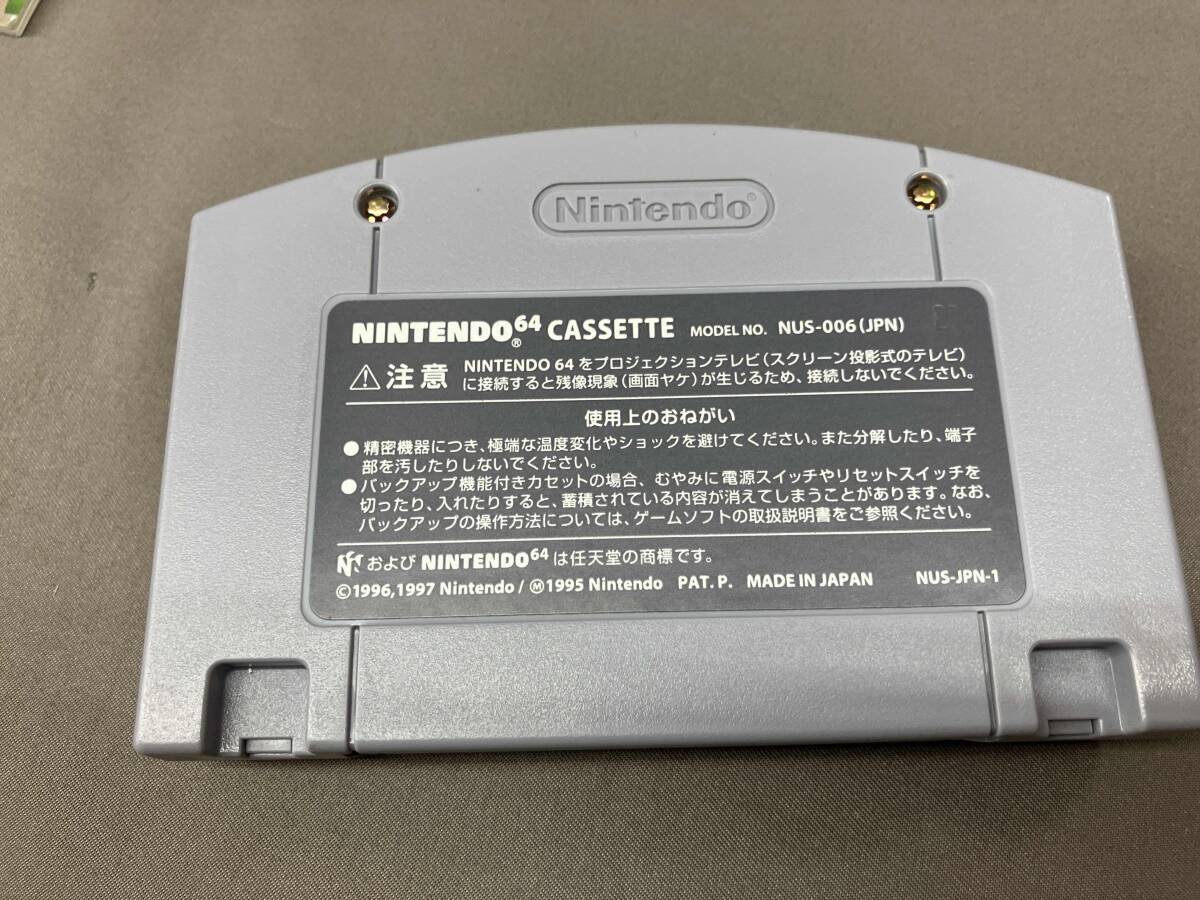 Nintendo®
NINTENDO64® CASSETTE MODEL NO. NUS-006(JPN)
⚠注意 NINTENDO 64をプロジェクションテレビ(スクリーン投影式のテレビ)
に接続すると残像現象(画面ヤケ)が生じるため、接続しないでください。
使用上のおねがい
●精密機器につき、極端な温度変化やショックを避けてください。また分解したり、端子
部を汚したりしないでください。
●バックアップ機能付きカセットの場合、むやみに電源スイッチやリセットスイッチを
切ったり、入れたりすると、蓄積されている内容が消えてしまうことがあります。なお、
バックアップの操作方法については、ゲームソフトの取扱説明書をご参照ください。
およびNINTENDO64は任天堂の商標です。
©1996,1997 Nintendo/Ⓜ1995 Nintendo PAT. P. MADE IN JAPAN NUS-JPN-1